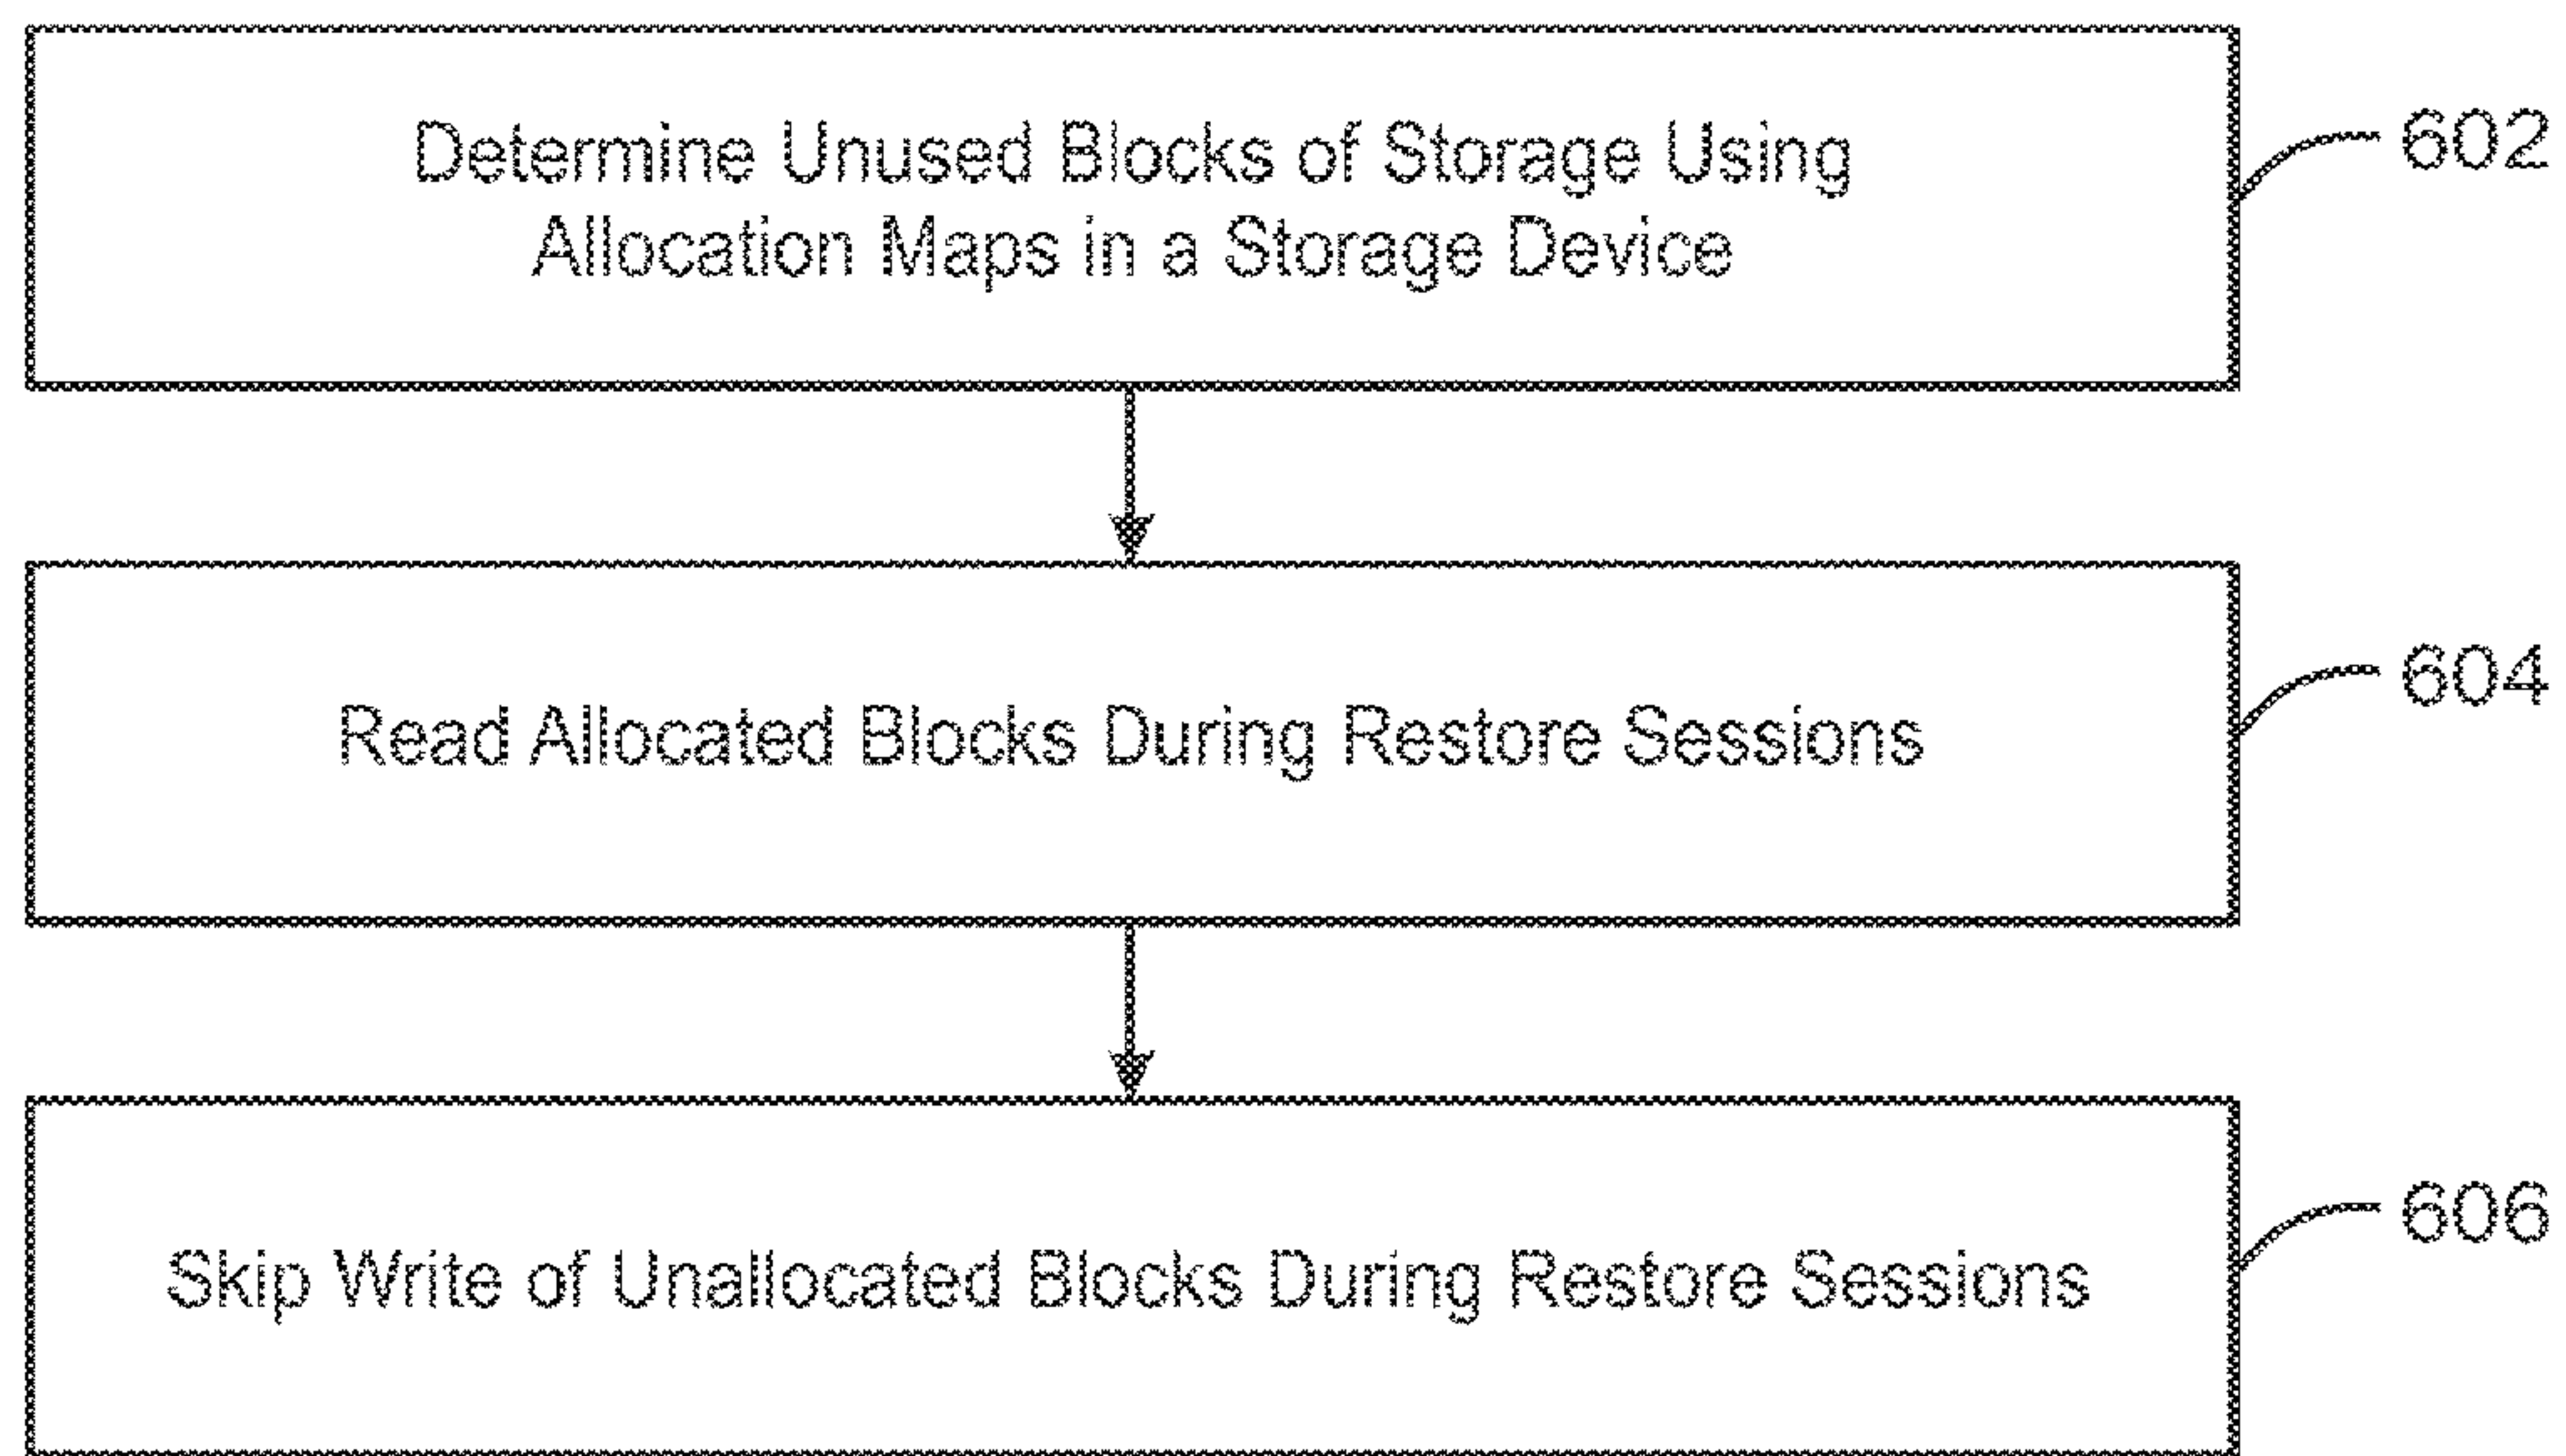 Determine Unused Blocks of Storage Using
Allocation Maps in a Storage Device
602
Read Allocated Blocks During Restore Sessions
604
Skip Write of Unallocated Blocks During Restore Sessions
606